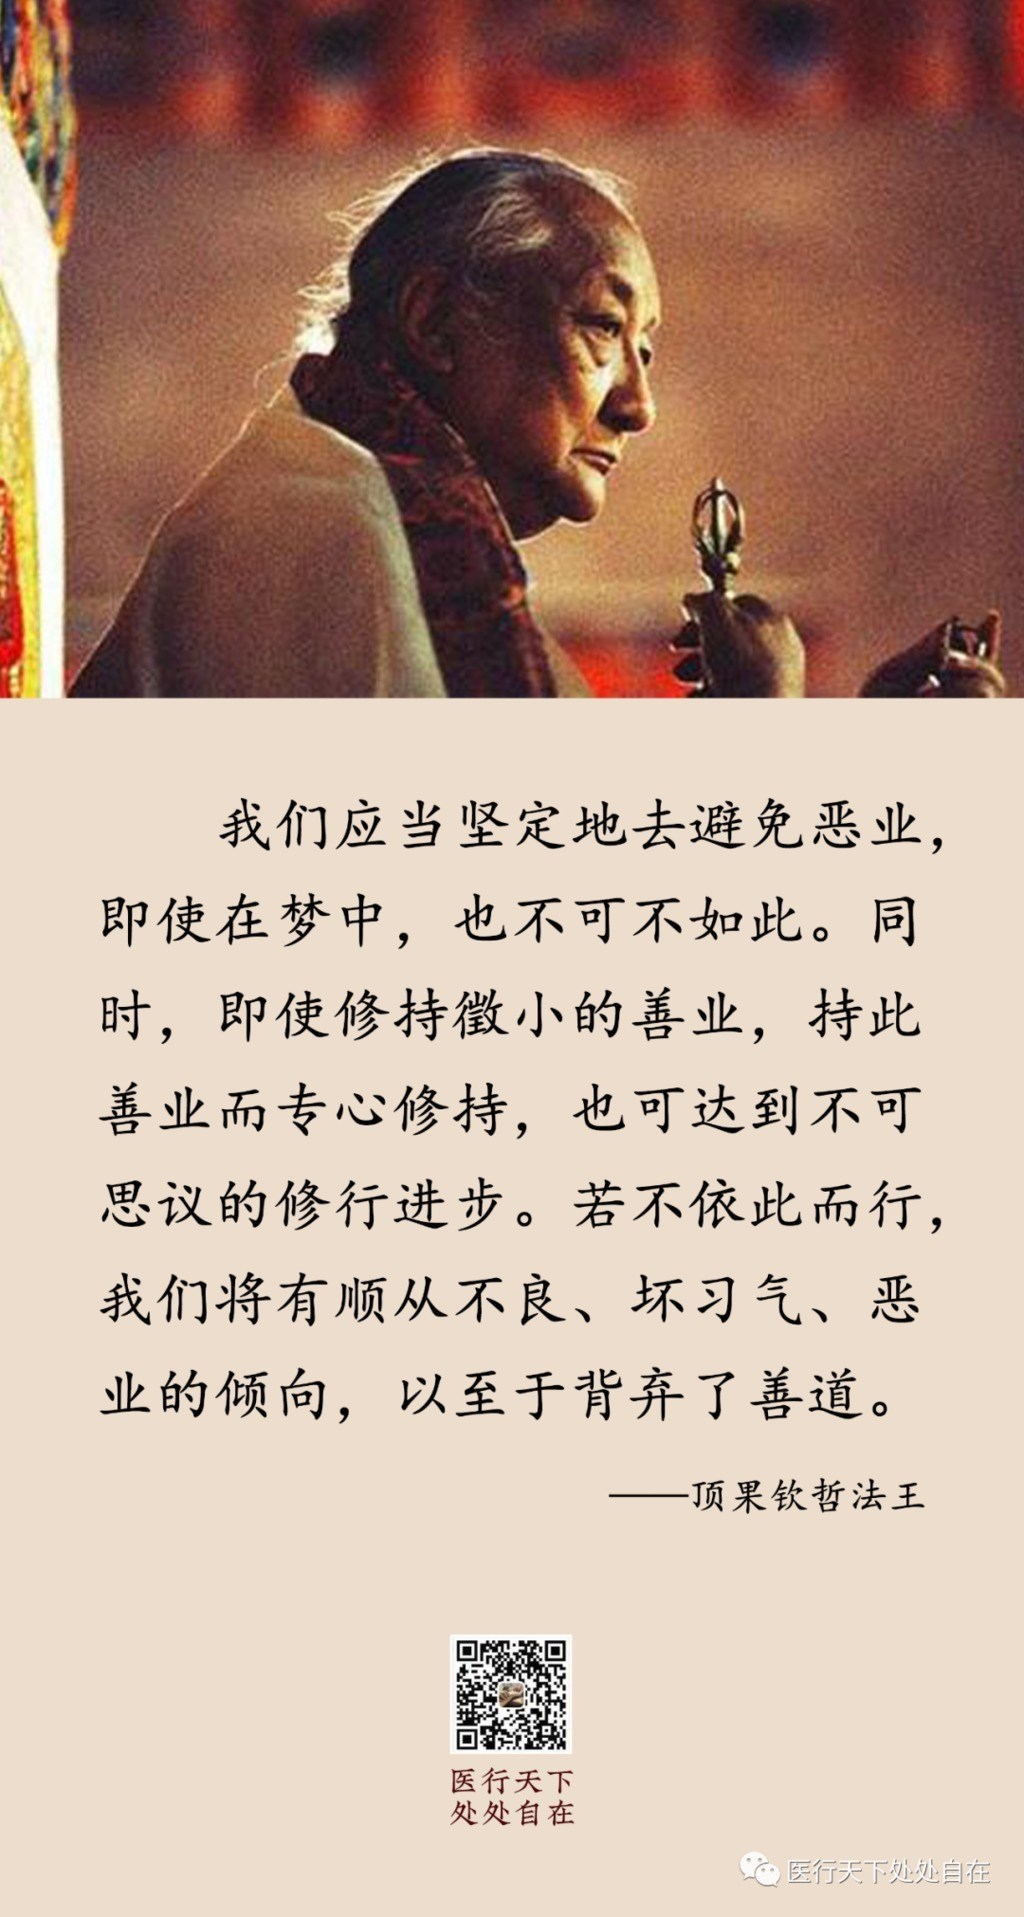 我们应当坚定地去避免恶业，
即使在梦中，也不可不如此。同
时，即使修持徵小的善业，持此
善业而专心修持，也可达到不可
思议的修行进步。若不依此而行，
我们将有顺从不良、坏习气、恶
业的倾向，以至于背弃了善道。
——顶果钦哲法王
医行天下
处处自在
医行天下处处自在